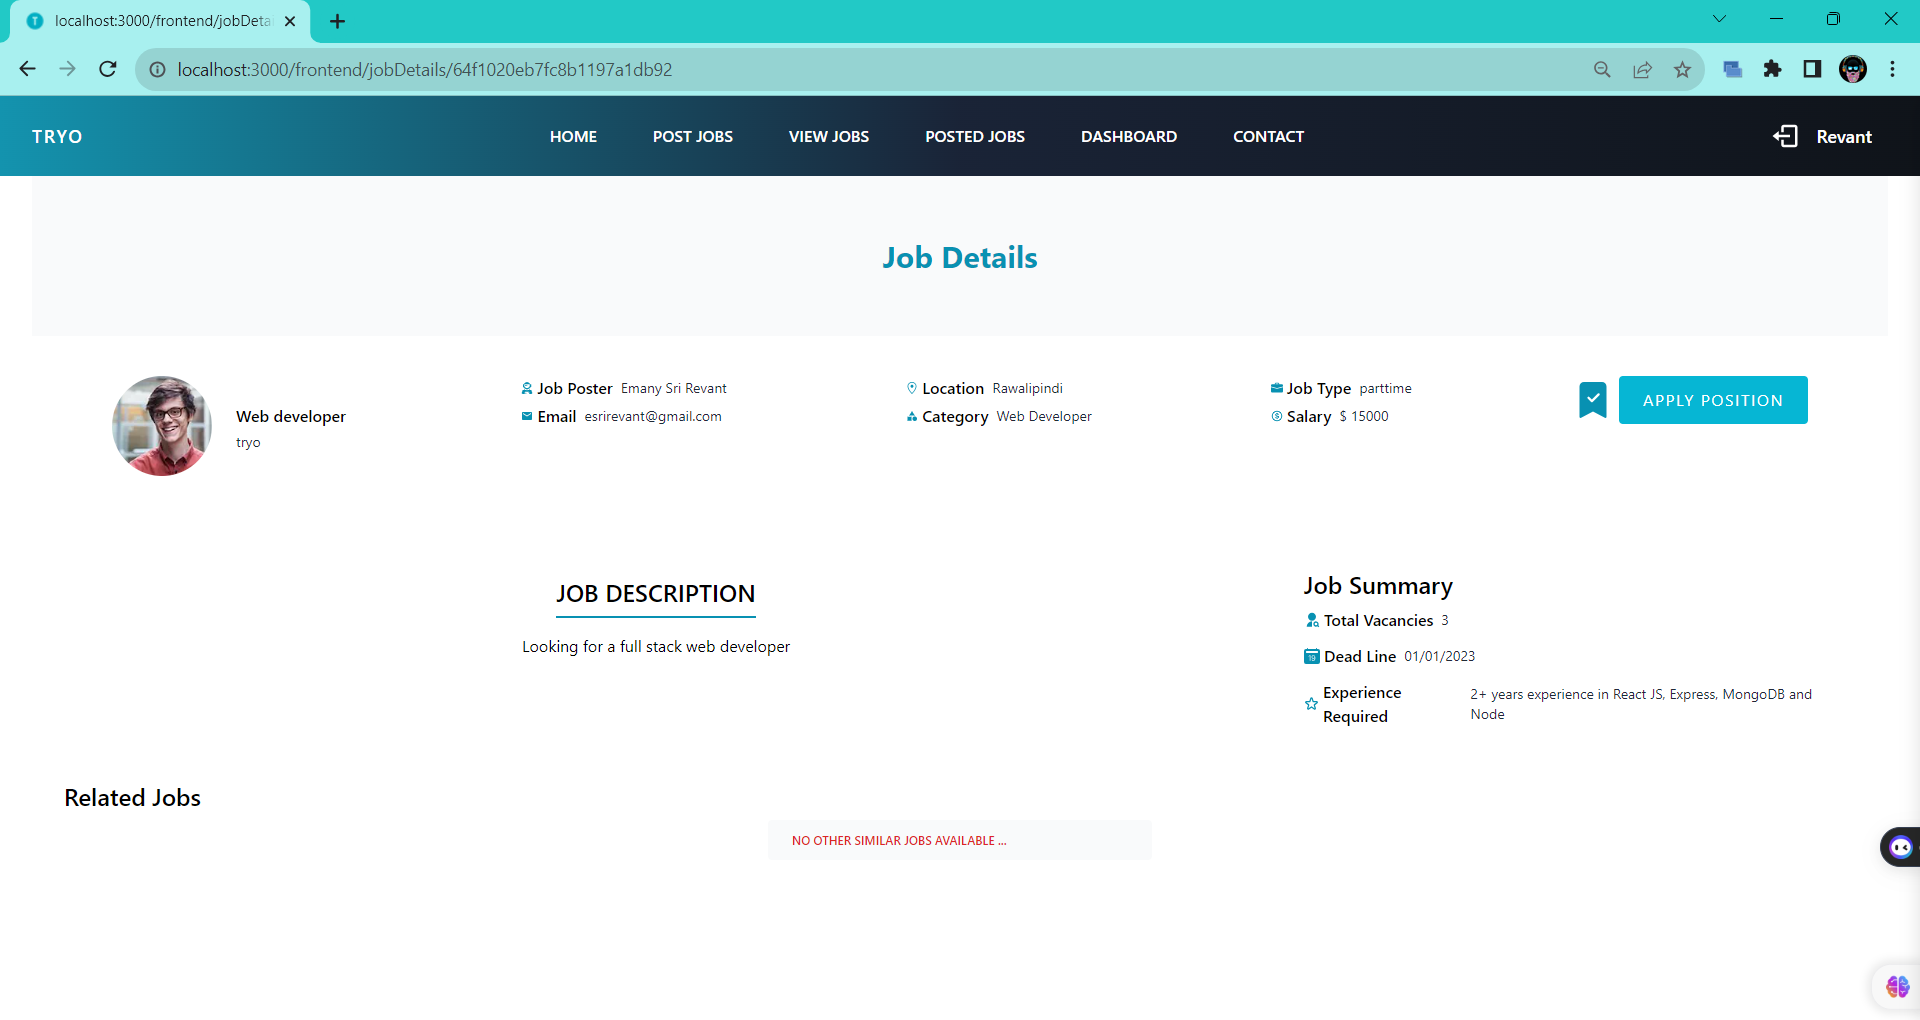 localhost:3000/frontend/jobDeta
localhost:3000/frontend/jobDetails/64f1020eb7fc8b1197a1db92
TRYO
HOME
POST JOBS
VIEW JOBS
POSTED JOBS
DASHBOARD
CONTACT
Revant
Job Details
Web developer
tryo
Job Poster Emany Sri Revant
Email esrirevant@gmail.com
Location Rawalipindi
Category Web Developer
Job Type parttime
Salary $ 15000
APPLY POSITION
JOB DESCRIPTION
Looking for a full stack web developer
Job Summary
Total Vacancies 3
Dead Line 01/01/2023
Experience
Required
2+ years experience in React JS, Express, MongoDB and
Node
Related Jobs
NO OTHER SIMILAR JOBS AVAILABLE ...